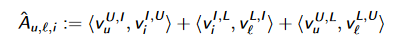 Â_{u,ℓ,i} := ⟨v_u^{U,I}, v_i^{I,U}⟩ + ⟨v_i^{I,L}, v_ℓ^{L,I}⟩ + ⟨v_u^{U,L}, v_ℓ^{L,U}⟩